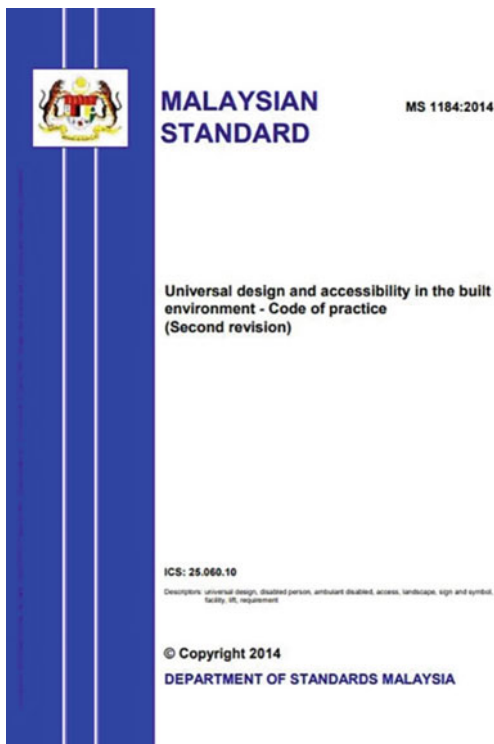 MALAYSIAN
STANDARD
MS 1184:2014
Universal design and accessibility in the built
environment - Code of practice
(Second revision)
ICS: 25.060.10
Descriptors: universal design, disabled person, ambulant disabled, access, landscape, sign and symbol,
facility, lift, requirement
© Copyright 2014
DEPARTMENT OF STANDARDS MALAYSIA